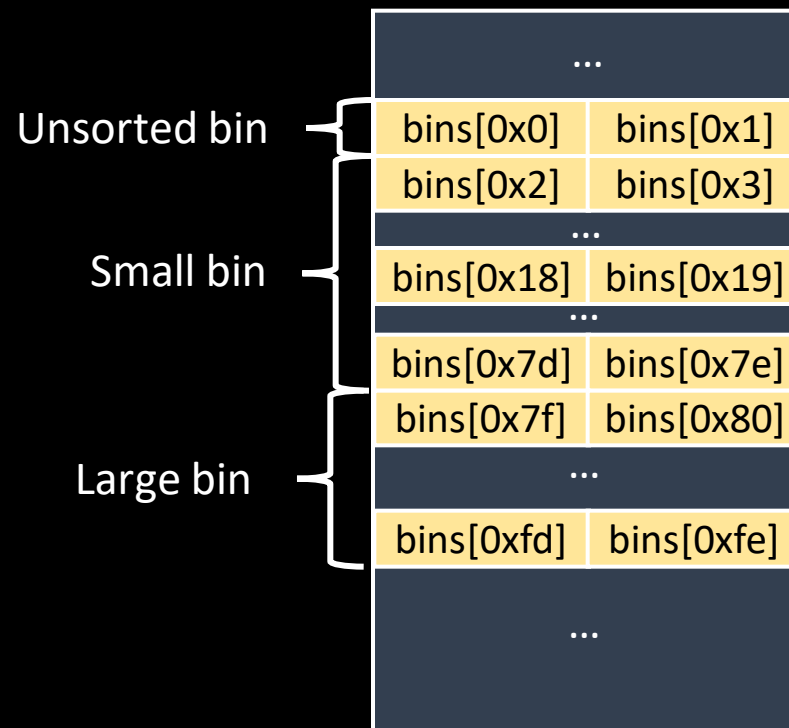 ...
Unsorted bin
bins[0x0] bins[0x1]
bins[0x2] bins[0x3]
...
Small bin
bins[0x18] bins[0x19]
...
bins[0x7d] bins[0x7e]
bins[0x7f] bins[0x80]
Large bin
...
bins[0xfd] bins[0xfe]
...